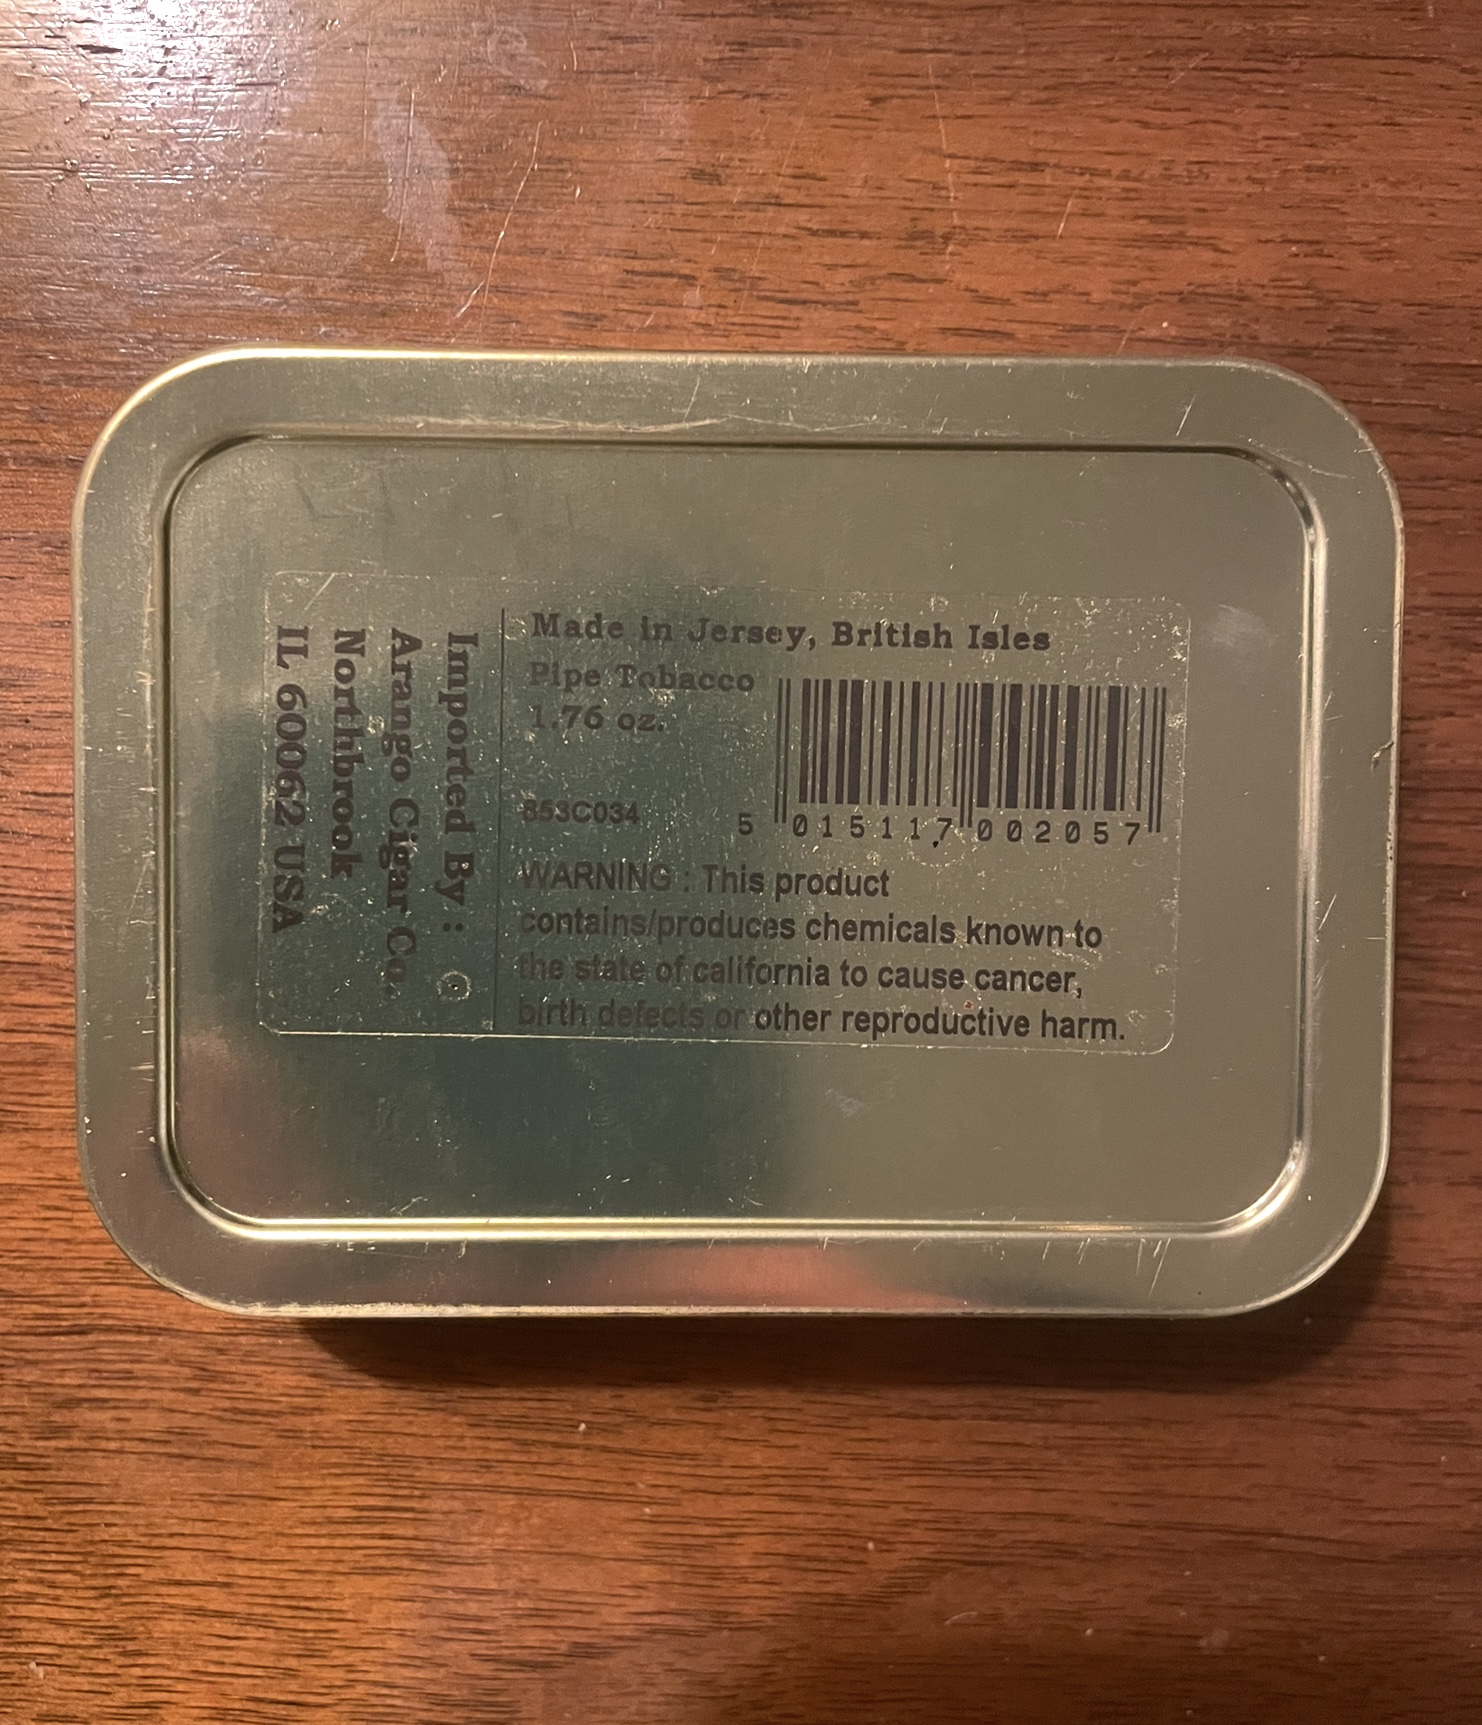 Made in Jersey, British Isles
Pipe Tobacco
1.76 oz.
853C034
5 015117 002057
WARNING : This product
contains/produces chemicals known to
the state of california to cause cancer,
birth defects or other reproductive harm.
Imported By :
Arango Cigar Co.
Northbrook
IL 60062 USA